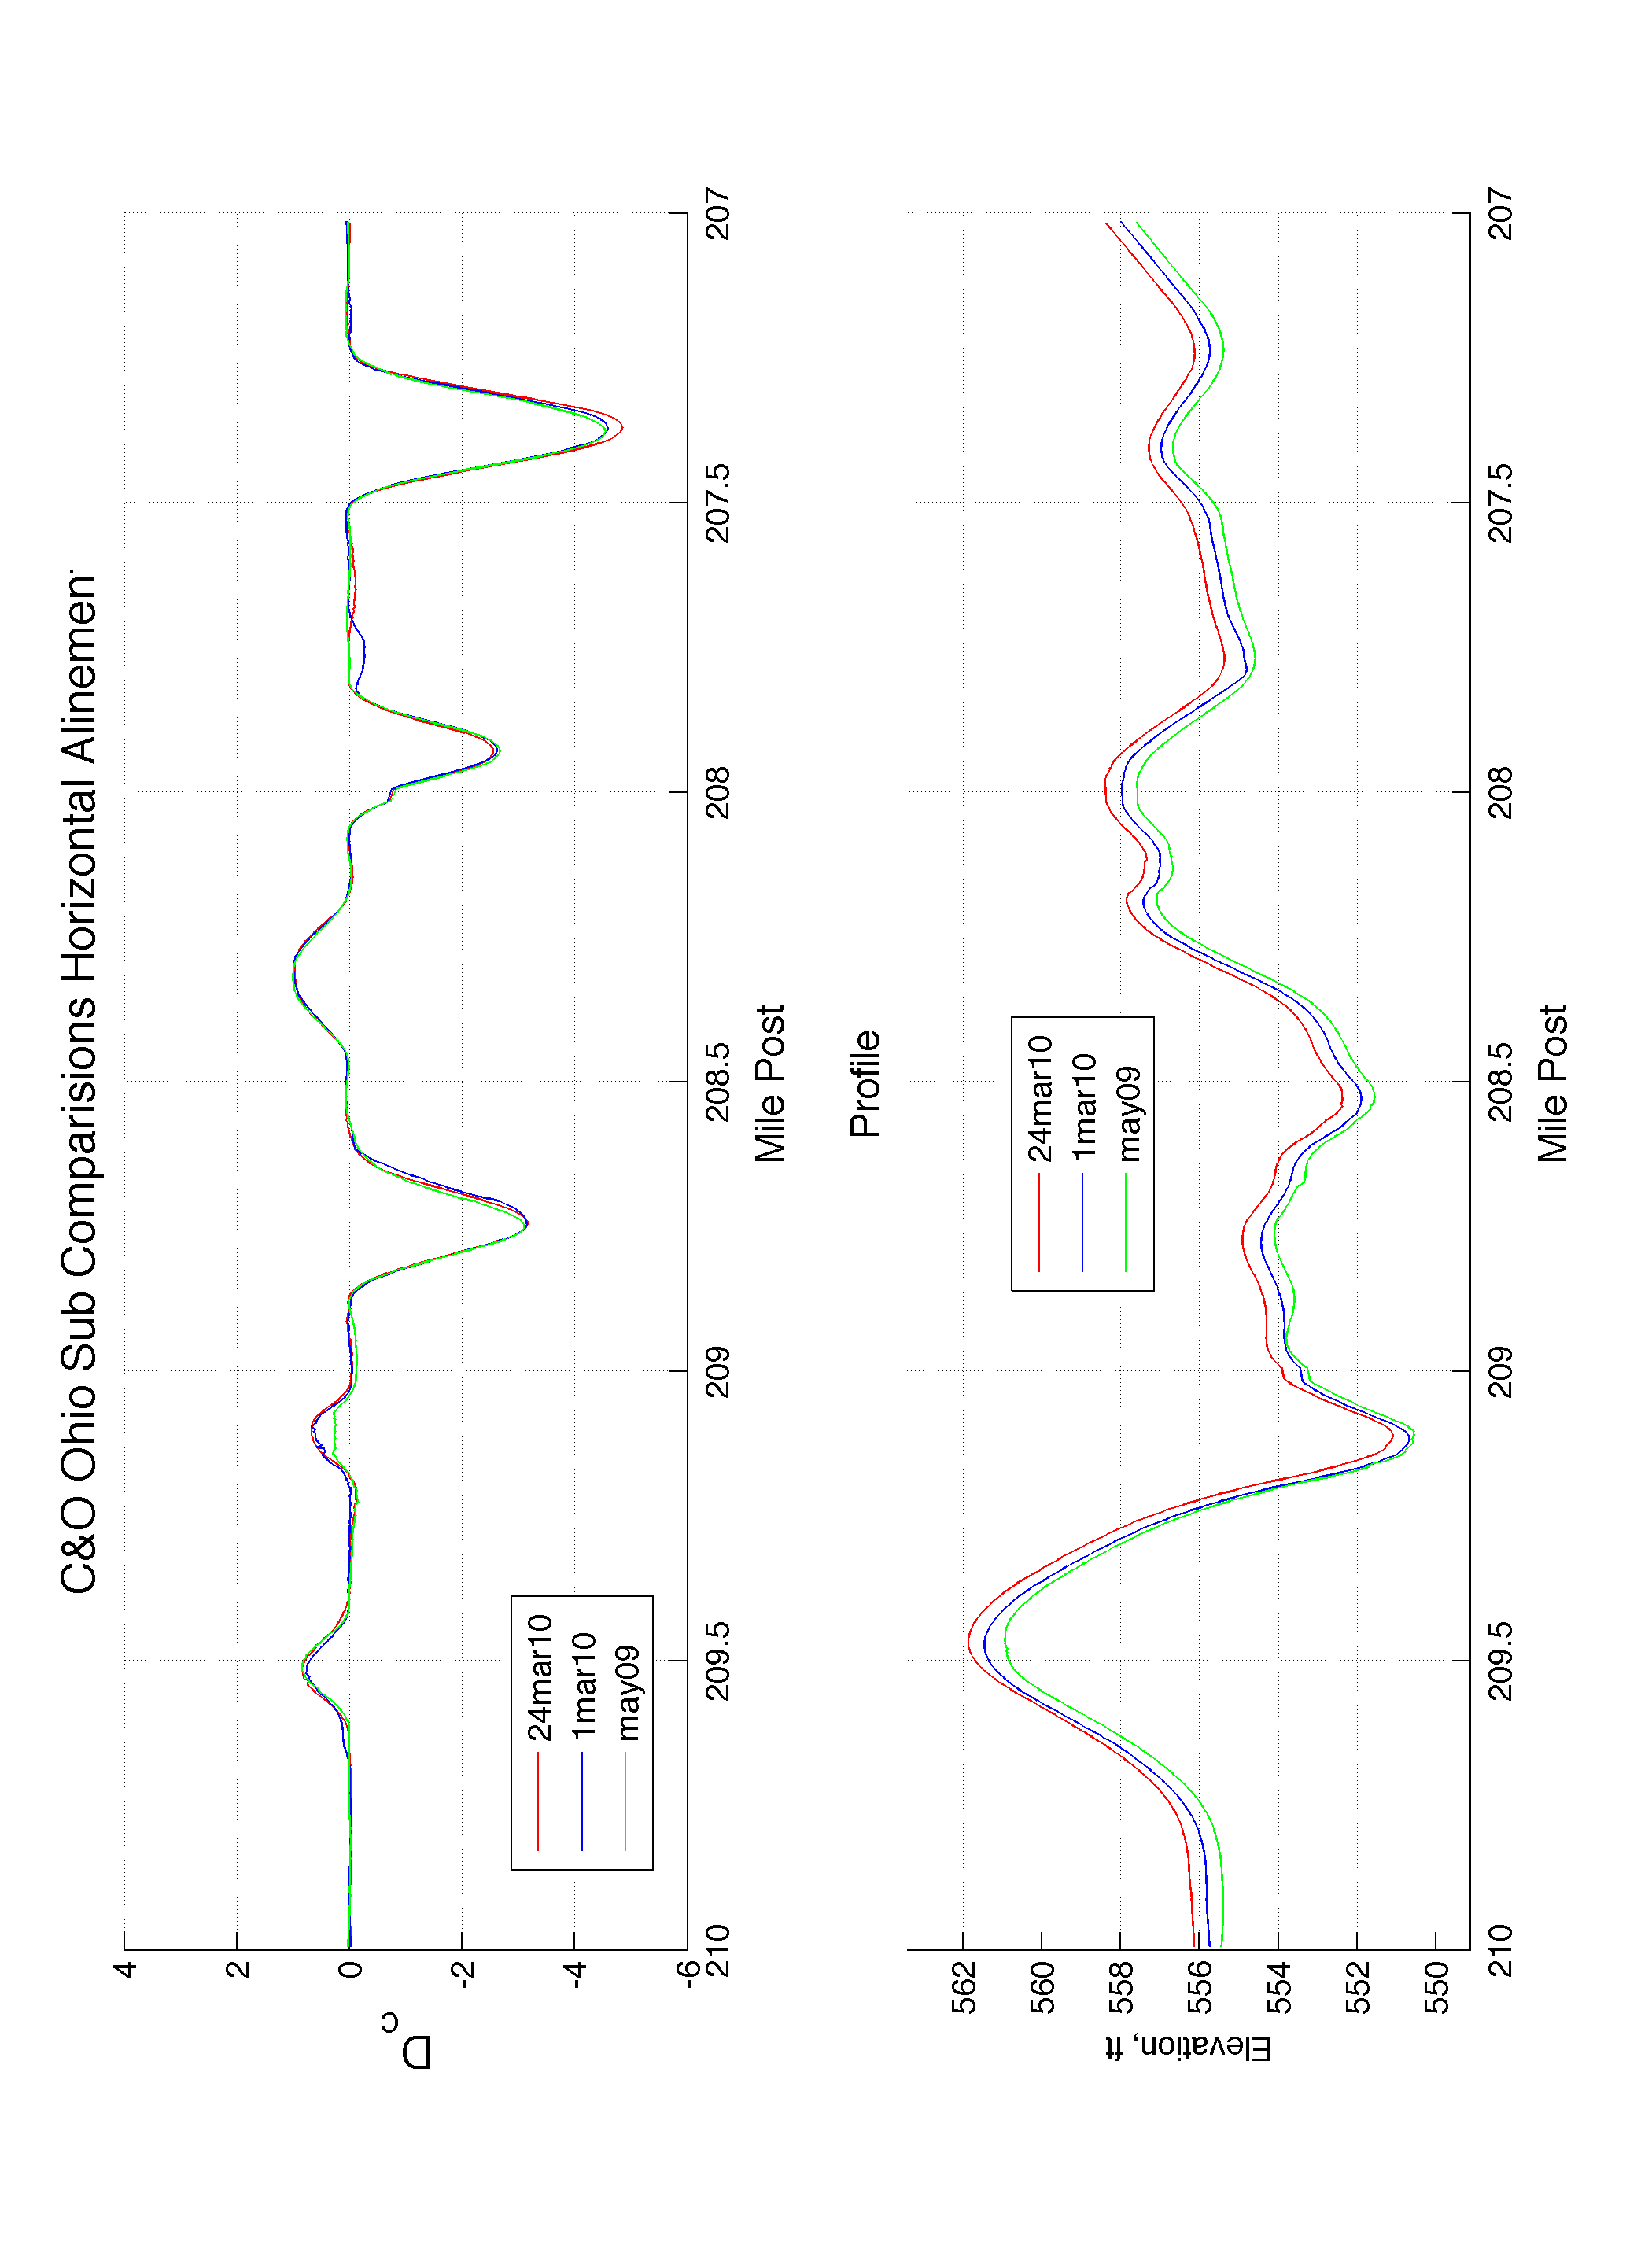 C&O Ohio Sub Comparisions Horizontal Alinement
4
2
0
-2
-4
-6
Dc
210
209.5
209
208.5
208
207.5
207
Mile Post
24mar10
1mar10
may09
Profile
562
560
558
556
554
552
550
Elevation, ft
210
209.5
209
208.5
208
207.5
207
Mile Post
24mar10
1mar10
may09